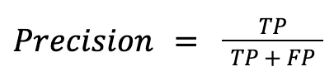 Precision = TP / TP + FP